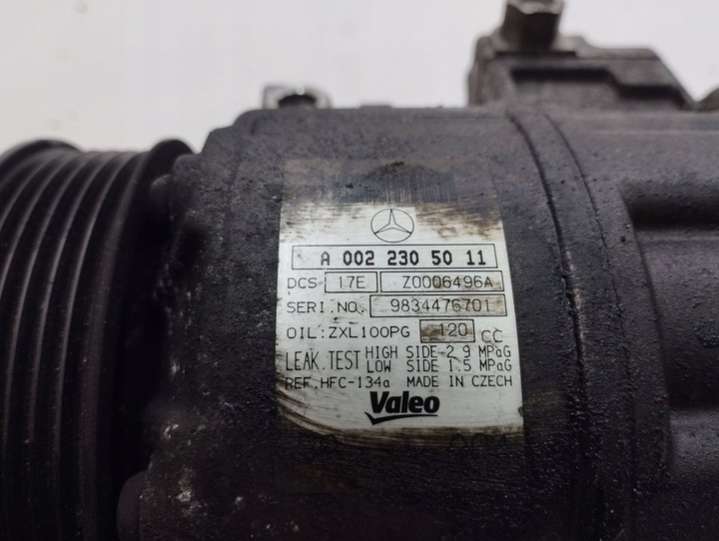 A 002 230 50 11
DCS- 17E Z0006496A
SERI.NO. 9834476701
OIL:ZXL100PG 120 CC
LEAK.TEST HIGH SIDE-2.9 MPaG
LOW SIDE 1.5 MPaG
REF.HFC-134a MADE IN CZECH
Valeo